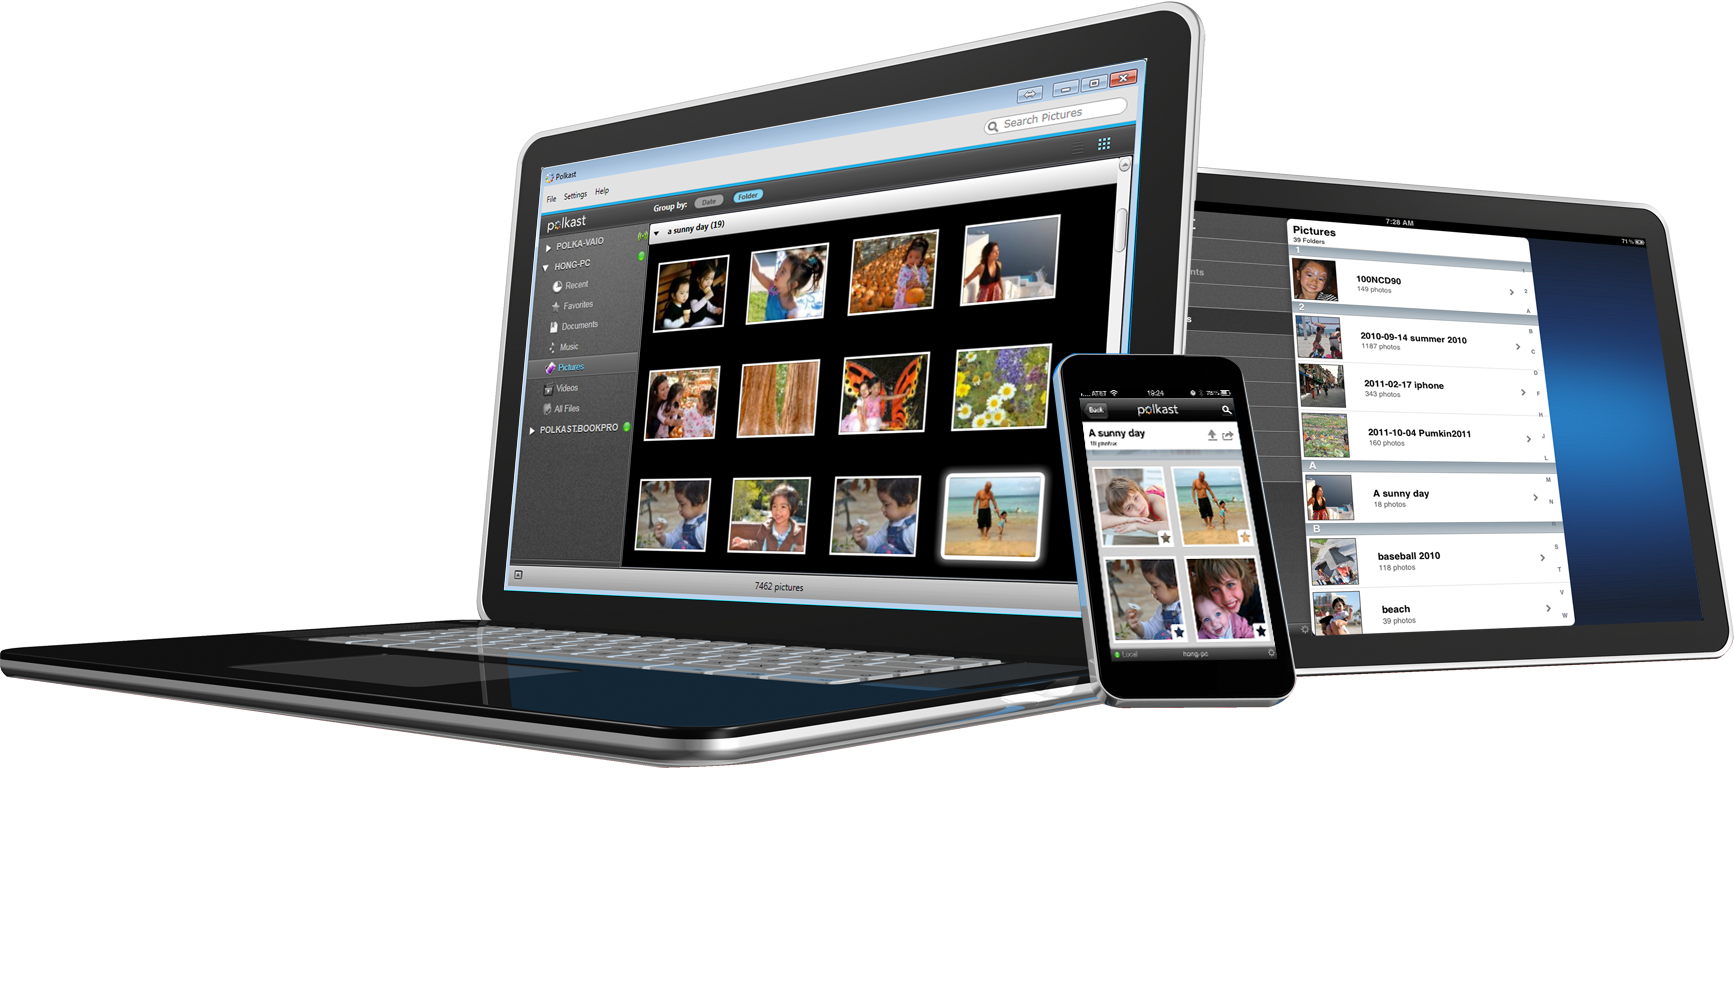 Polkast
File Settings Help
Search Pictures
polkast
Group by: Date Folder
a sunny day (19)
POLKA-VAIO
HONG-PC
Recent
Favorites
Documents
Music
Pictures
Videos
All Files
POLKAST.BOOKPRO
7462 pictures
AT&T 19:24
Back polkast
A sunny day
Local hong-pc
7:28 AM
71%
Pictures
39 Folders
1
100NCD90
149 photos
2
2010-09-14 summer 2010
1187 photos
2011-02-17 iphone
343 photos
2011-10-04 Pumkin2011
160 photos
A
A sunny day
18 photos
B
baseball 2010
118 photos
beach
39 photos